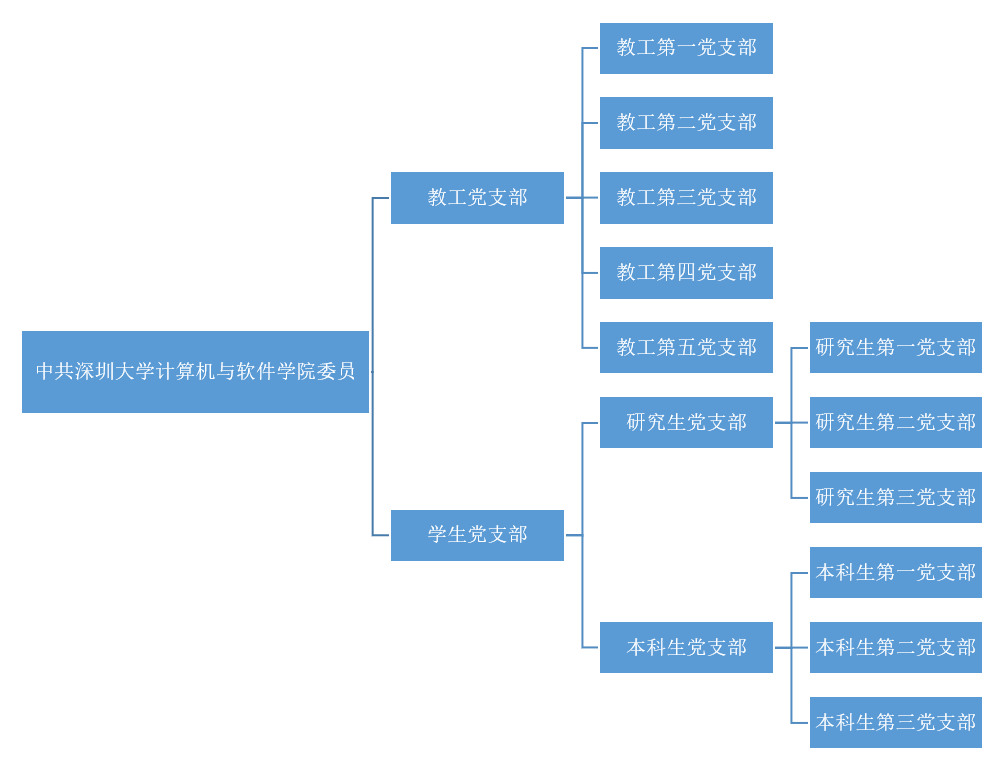 中共深圳大学计算机与软件学院委员
教工党支部
教工第一党支部
教工第二党支部
教工第三党支部
教工第四党支部
教工第五党支部
学生党支部
研究生党支部
研究生第一党支部
研究生第二党支部
研究生第三党支部
本科生党支部
本科生第一党支部
本科生第二党支部
本科生第三党支部